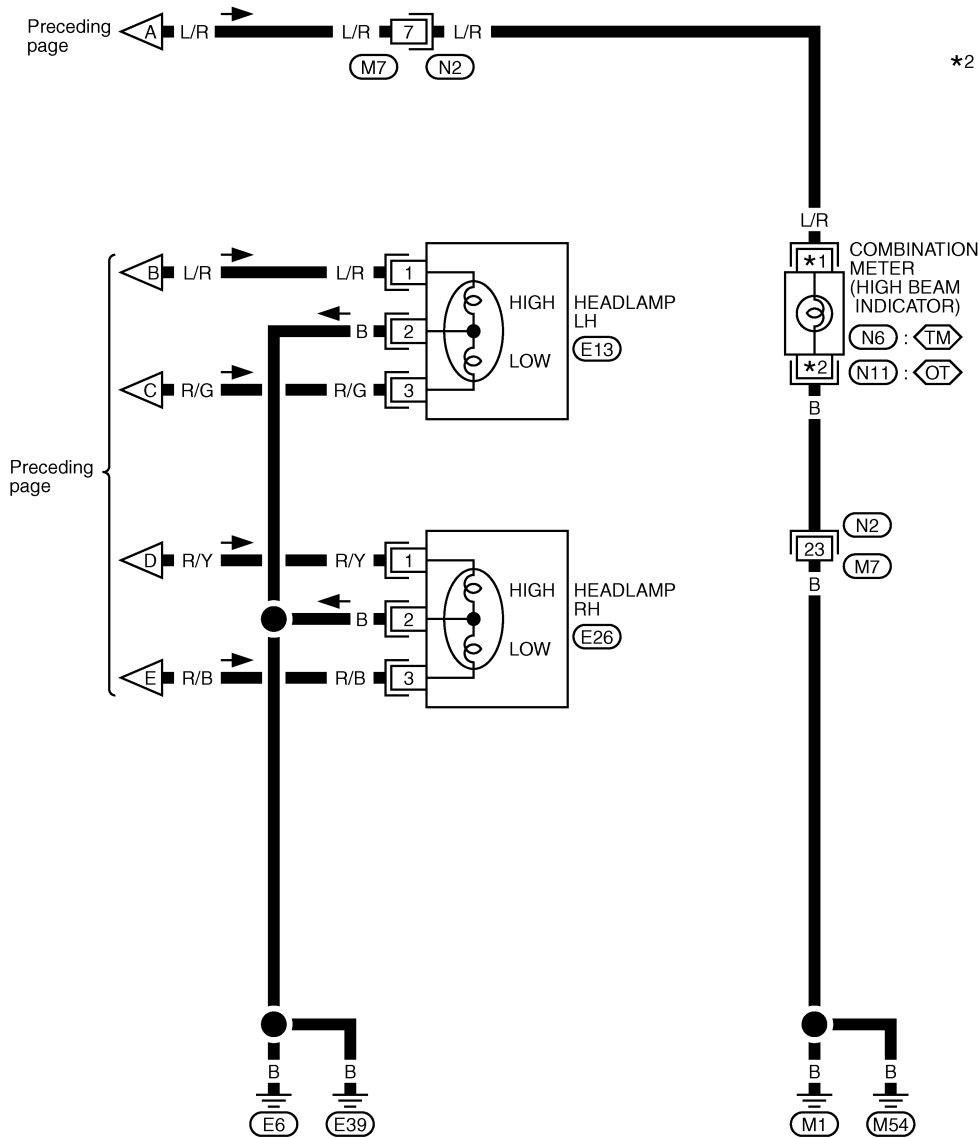 Preceding
page
A L/R L/R 7 L/R
M7 N2
*2
L/R
B L/R L/R 1
HIGH
HEADLAMP
LH
E13
B 2
LOW
C R/G R/G 3
*1
COMBINATION
METER
(HIGH BEAM
INDICATOR)
N6 : TM
*2
N11 : OT
B
Preceding
page
N2
23
M7
B
D R/Y R/Y 1
HIGH
HEADLAMP
RH
E26
B 2
LOW
E R/B R/B 3
B B B B
E6 E39 M1 M54